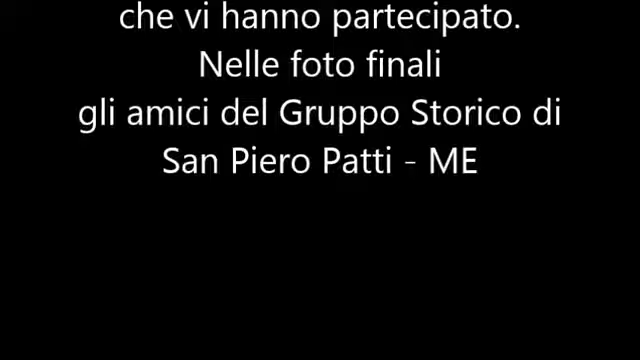 che vi hanno partecipato.
Nelle foto finali
gli amici del Gruppo Storico di
San Piero Patti - ME